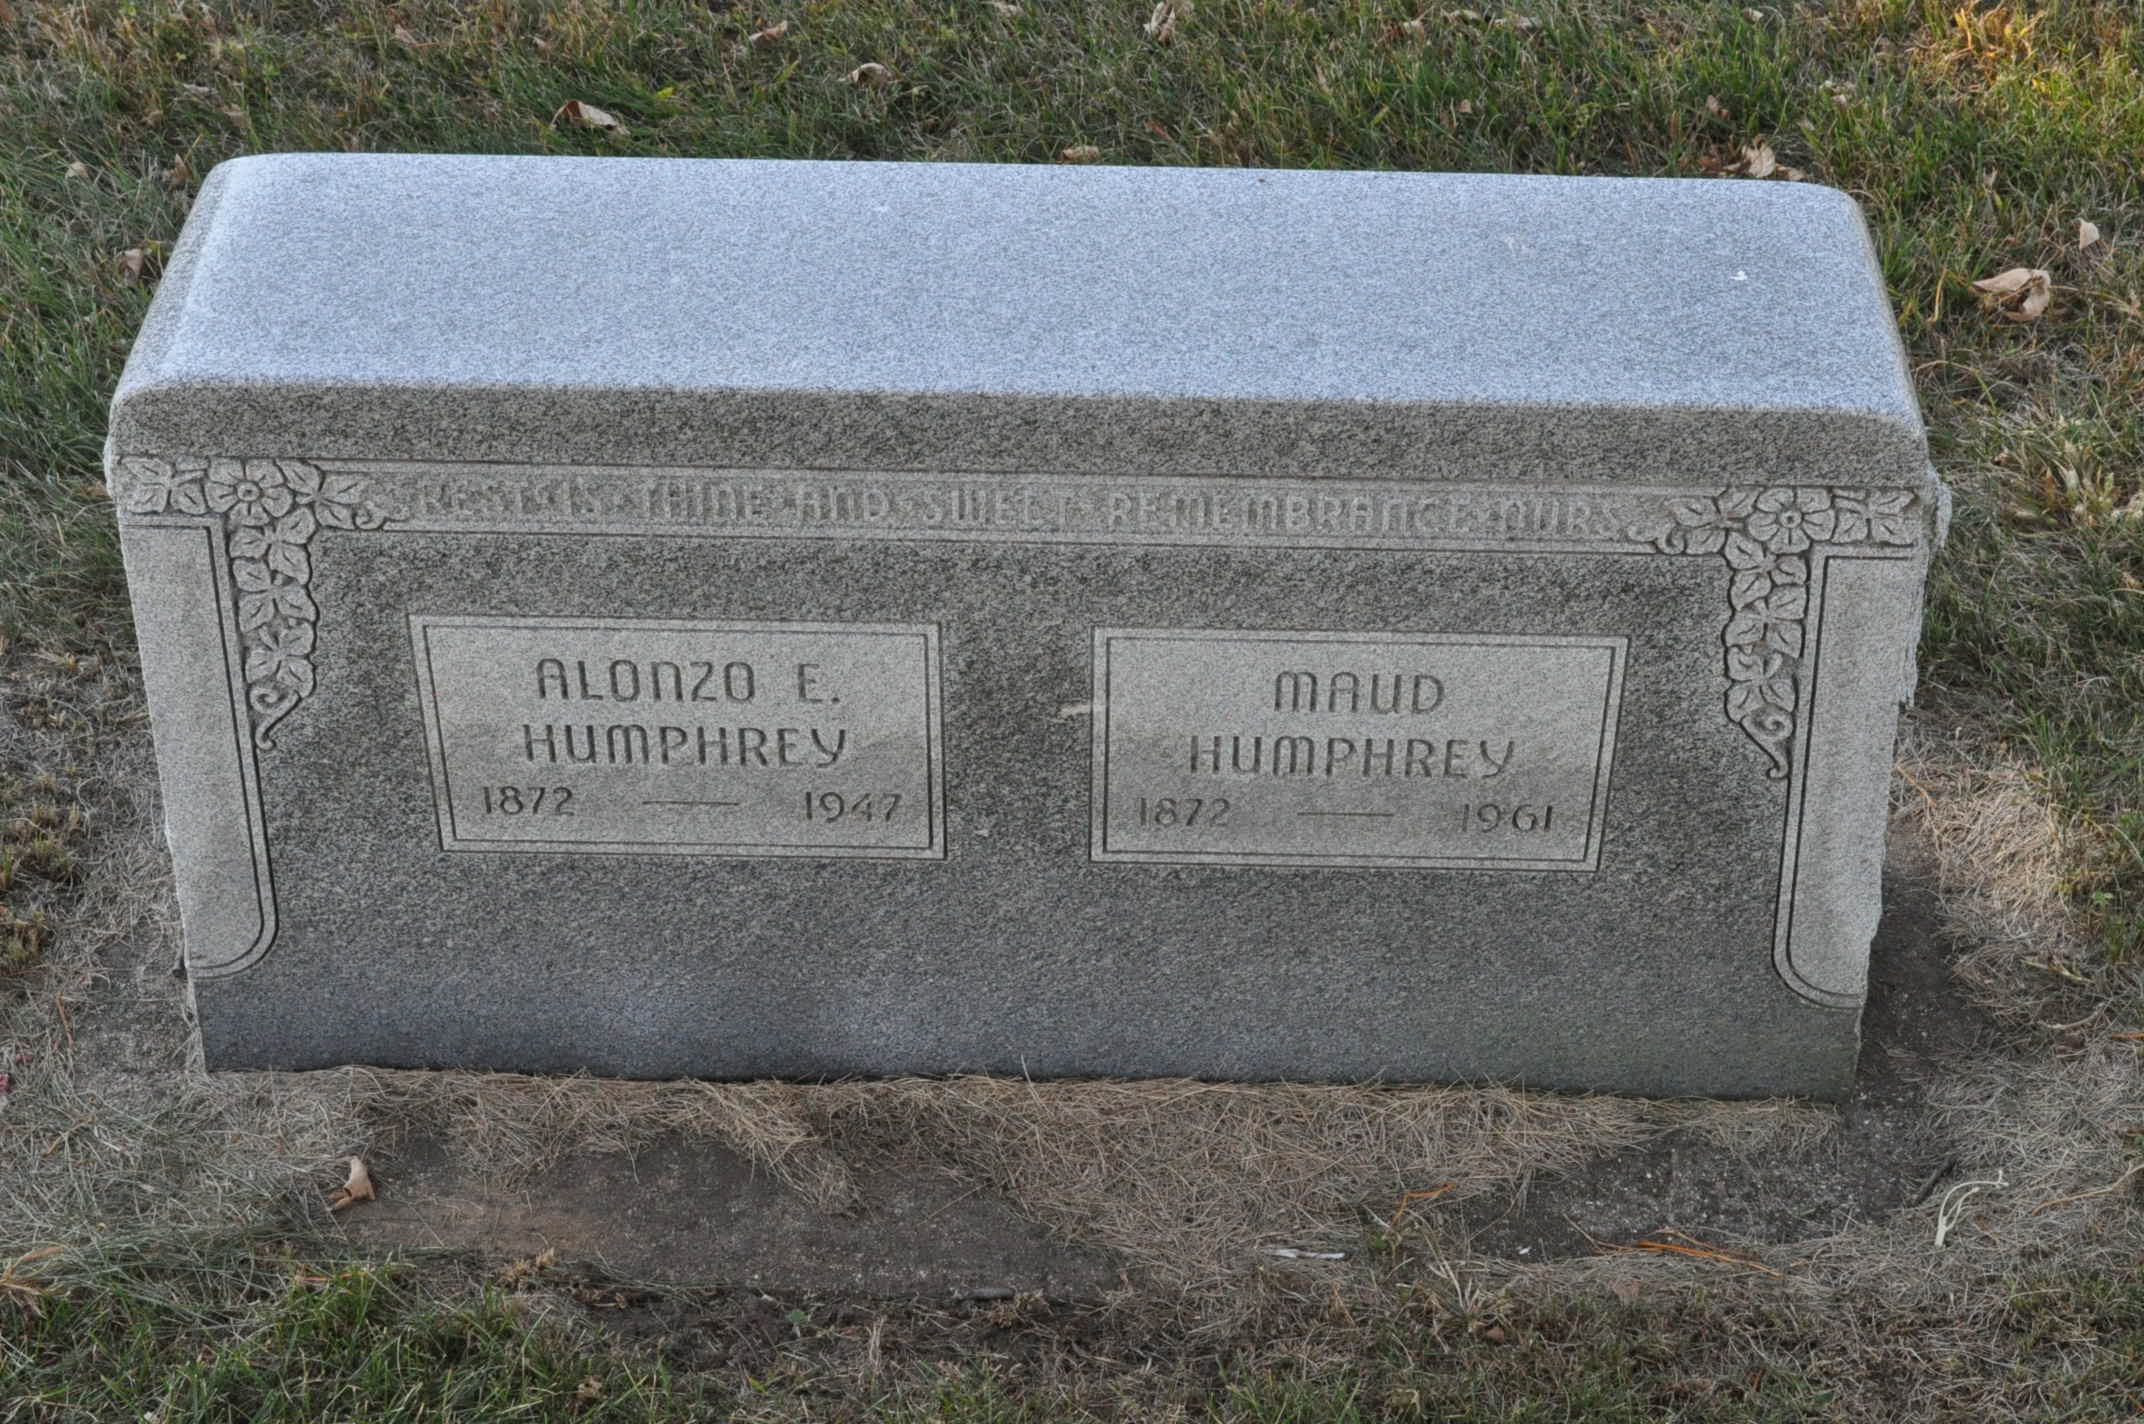 REST IS THINE AND SWEET REMEMBRANCE OURS
ALONZO E.
HUMPHREY
1872 — 1947
MAUD
HUMPHREY
1872 — 1961